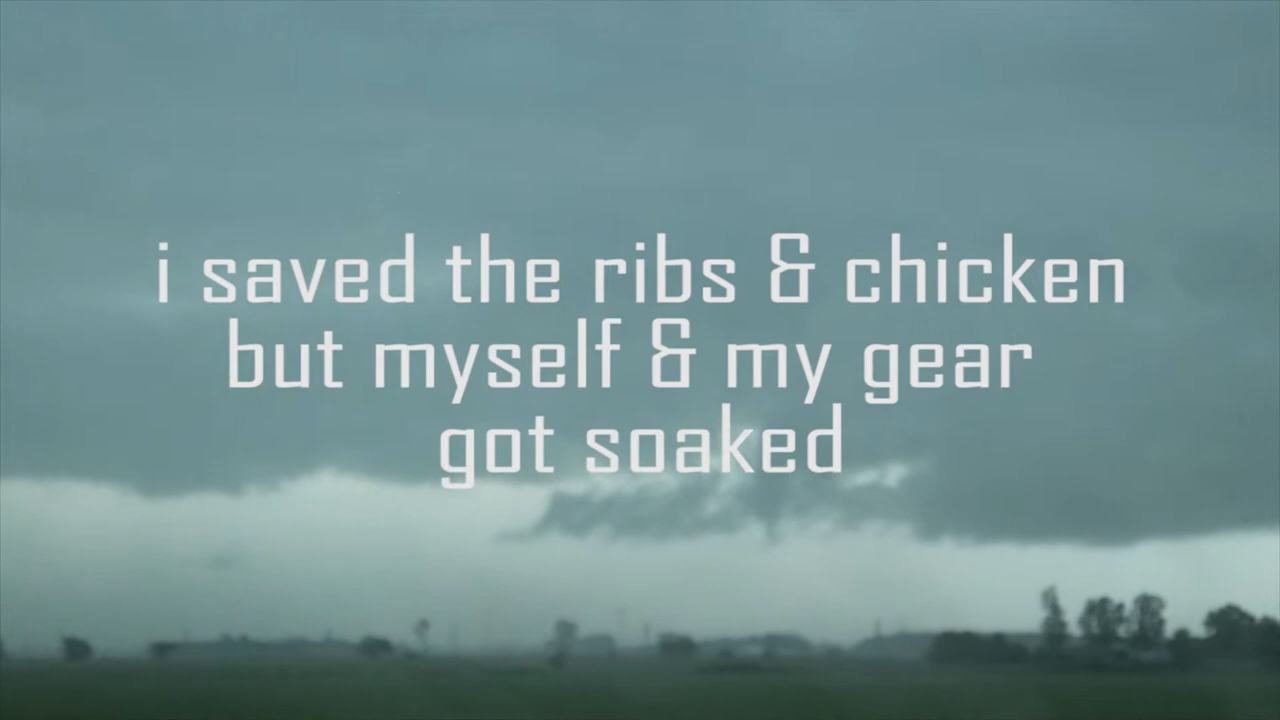 i saved the ribs & chicken
but myself & my gear
got soaked